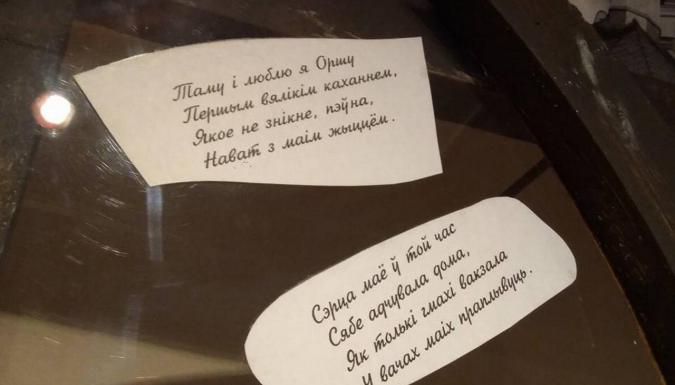 Таму і люблю я Оршу
Першым вялікім каханнем,
Якое не знікне, пэўна,
Нават з маім жыццём.
Сэрца маё ў той час
Сябе адчувала дома,
Як толькі гмахі вакзала
У вачах маіх праплывуць.